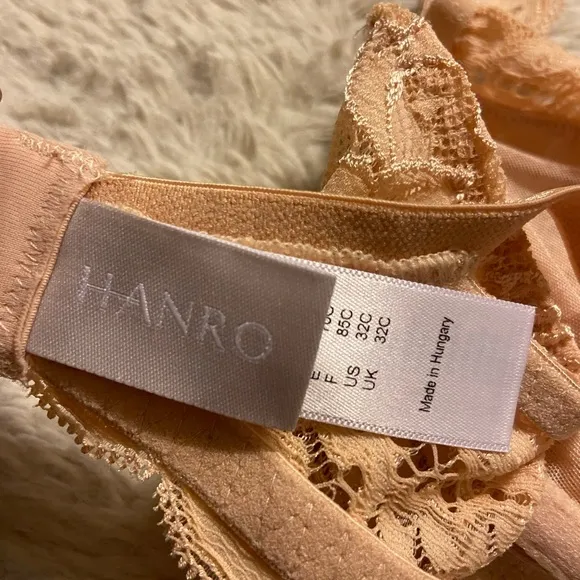 HANRO
E
F 85C
US 32C
UK 32C
Made in Hungary